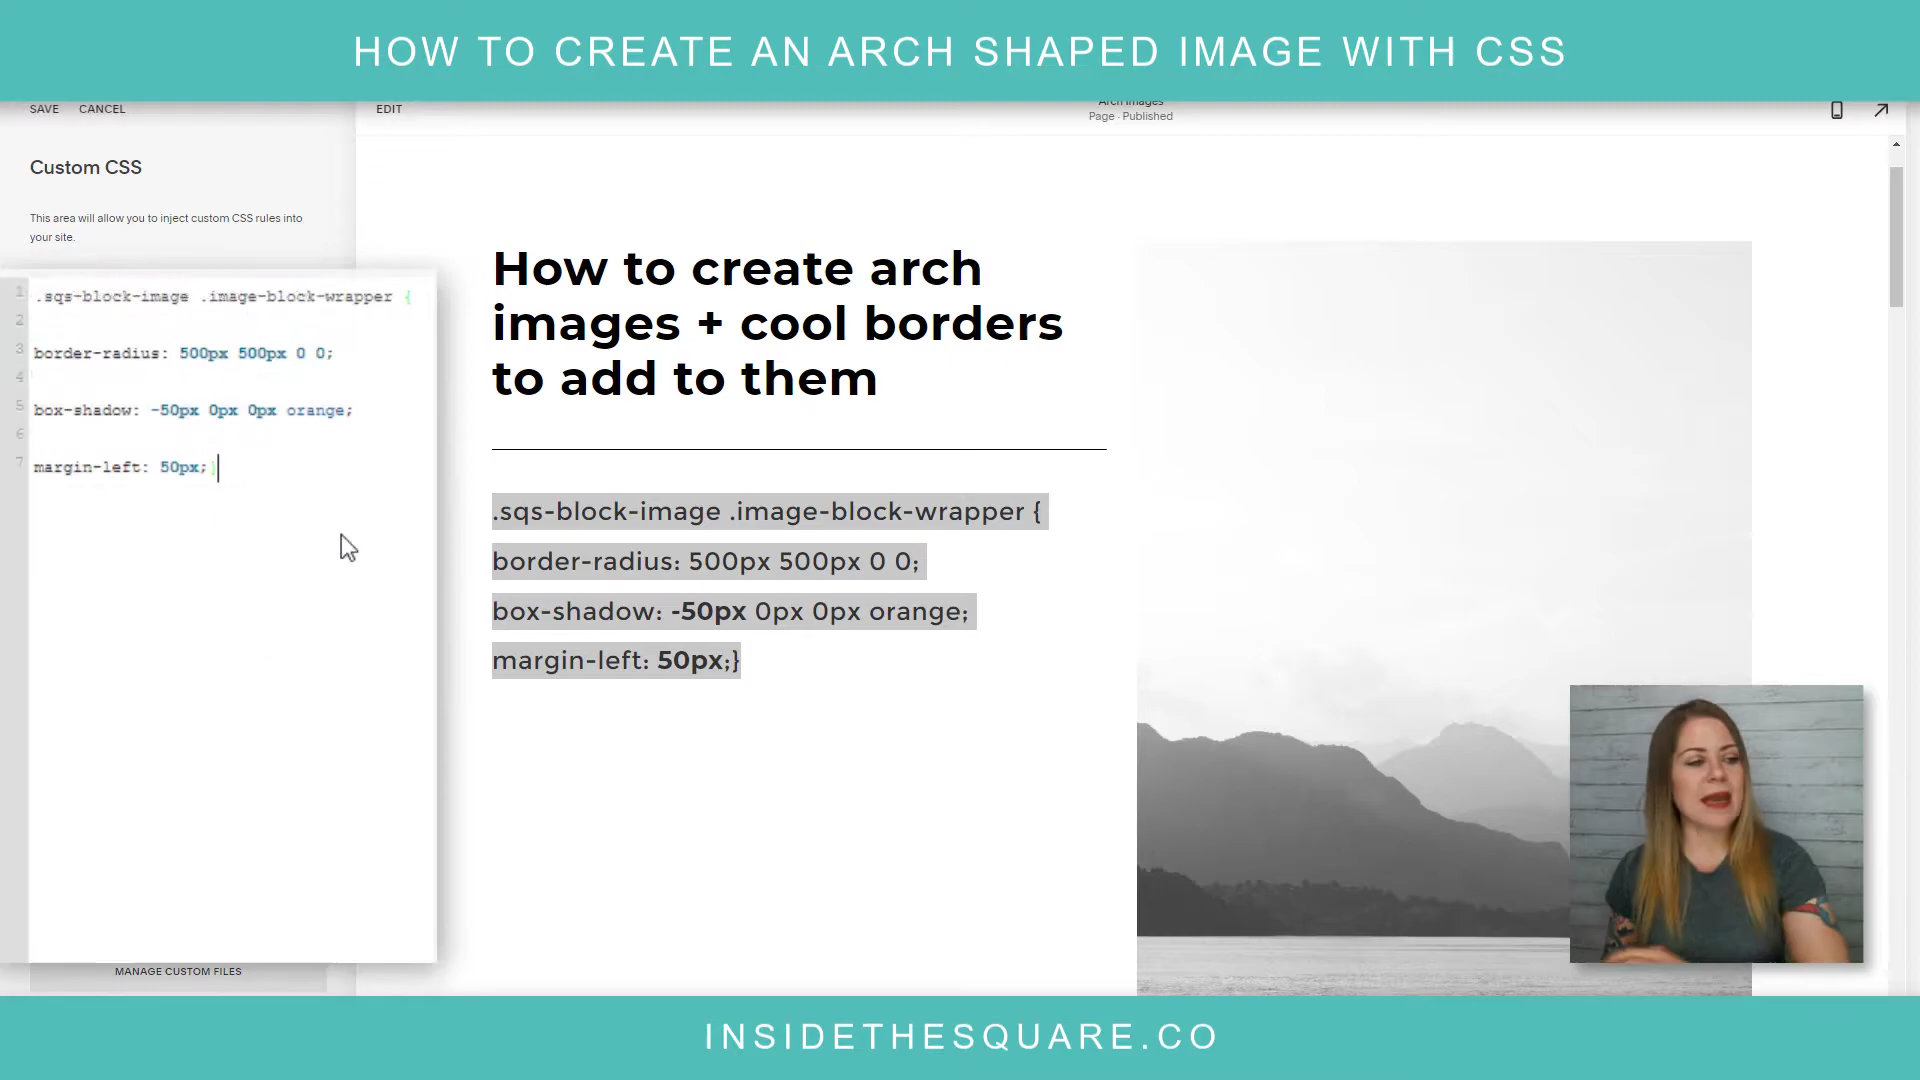 HOW TO CREATE AN ARCH SHAPED IMAGE WITH CSS
SAVE CANCEL
EDIT
Arch Images
Page · Published
Custom CSS
This area will allow you to inject custom CSS rules into
your site.
1 .sqs-block-image .image-block-wrapper {
2
3 border-radius: 500px 500px 0 0;
4
5 box-shadow: -50px 0px 0px orange;
6
7 margin-left: 50px;}
MANAGE CUSTOM FILES
How to create arch
images + cool borders
to add to them
.sqs-block-image .image-block-wrapper {
border-radius: 500px 500px 0 0;
box-shadow: -50px 0px 0px orange;
margin-left: 50px;}
INSIDETHESQUARE.CO